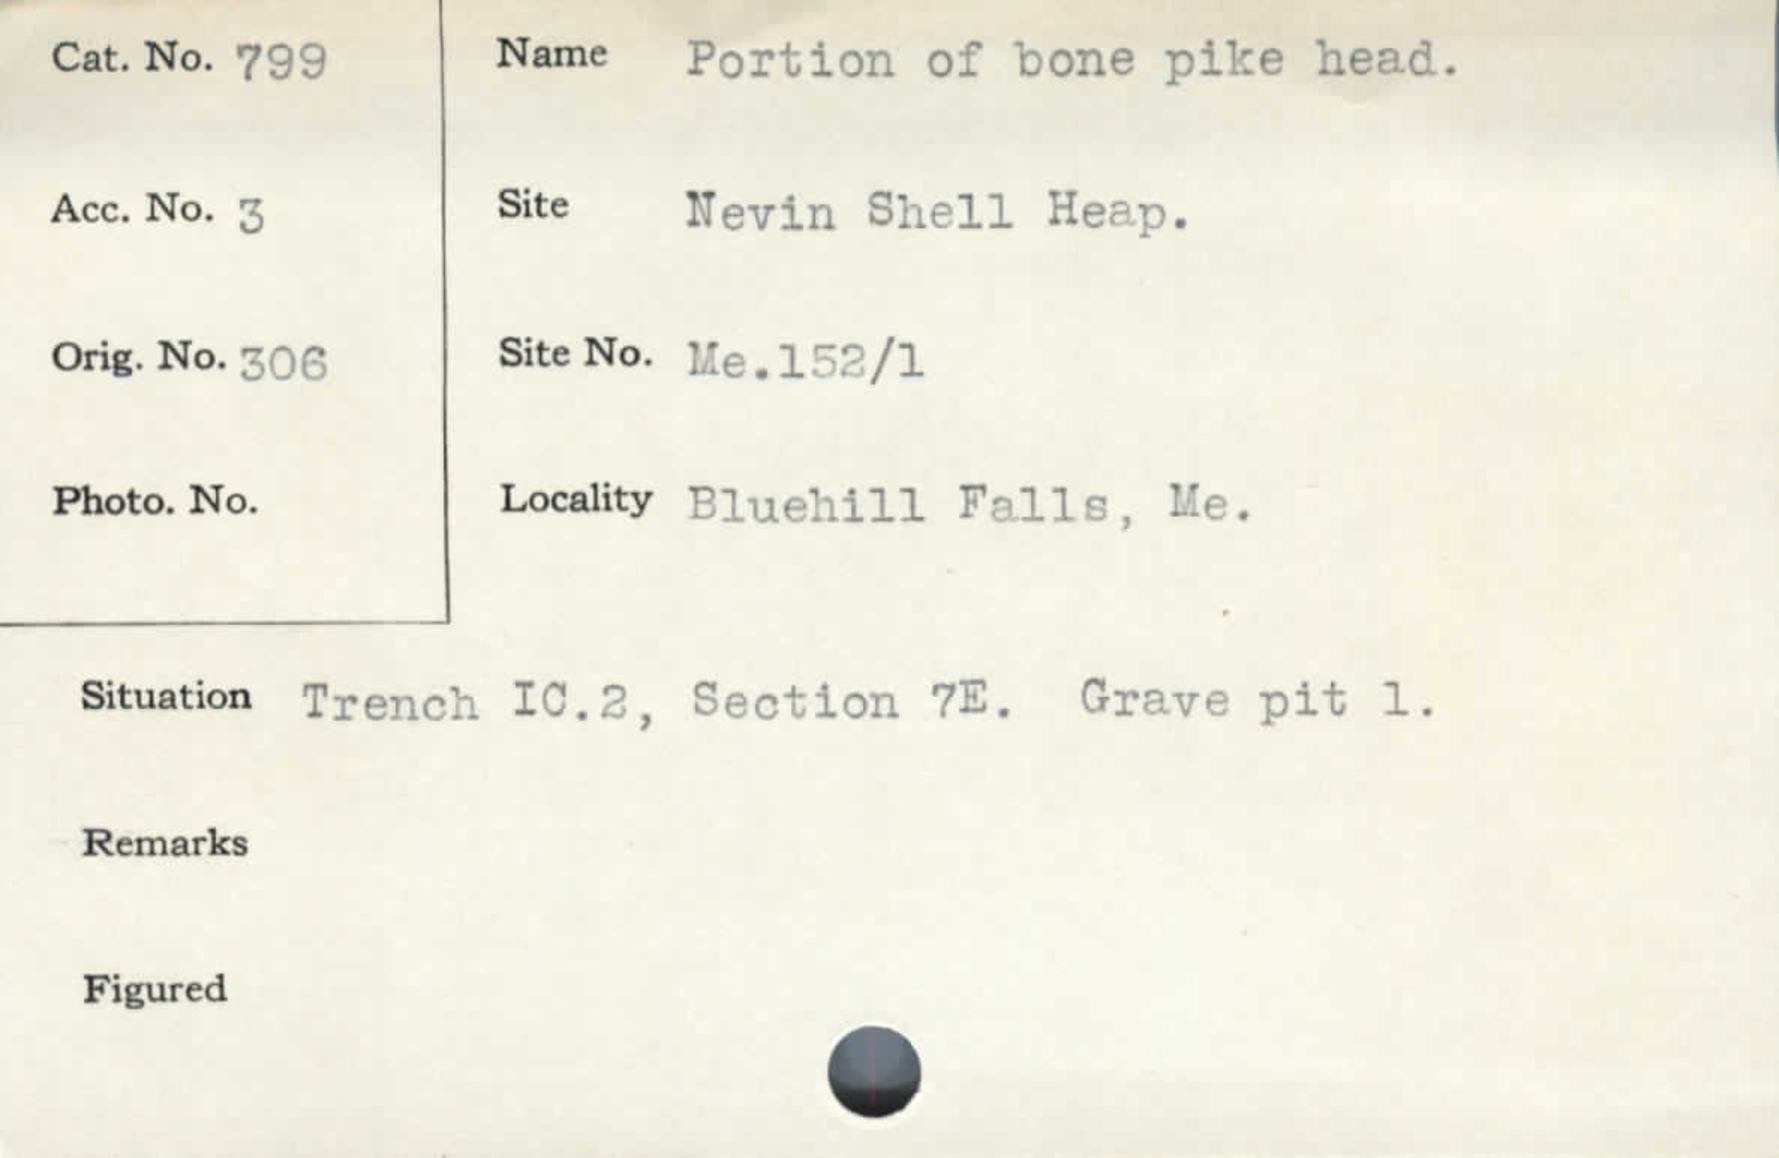 Cat. No. 799 Name Portion of bone pike head.
Acc. No. 3 Site Nevin Shell Heap.
Orig. No. 306 Site No. Me.152/1
Photo. No. Locality Bluehill Falls, Me.
Situation Trench IC.2, Section 7E. Grave pit 1.
Remarks
Figured